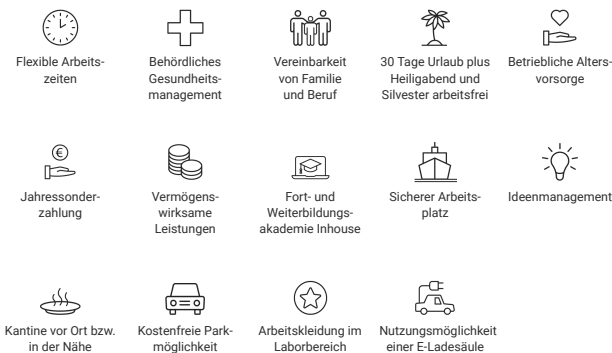 Flexible Arbeits-
zeiten
Behördliches
Gesundheits-
management
Vereinbarkeit
von Familie
und Beruf
30 Tage Urlaub plus
Heiligabend und
Silvester arbeitsfrei
Betriebliche Alters-
vorsorge
€
Jahressonder-
zahlung
Vermögens-
wirksame
Leistungen
Fort- und
Weiterbildungs-
akademie Inhouse
Sicherer Arbeits-
platz
Ideenmanagement
Kantine vor Ort bzw.
in der Nähe
Kostenfreie Park-
möglichkeit
Arbeitskleidung im
Laborbereich
Nutzungsmöglichkeit
einer E-Ladesäule